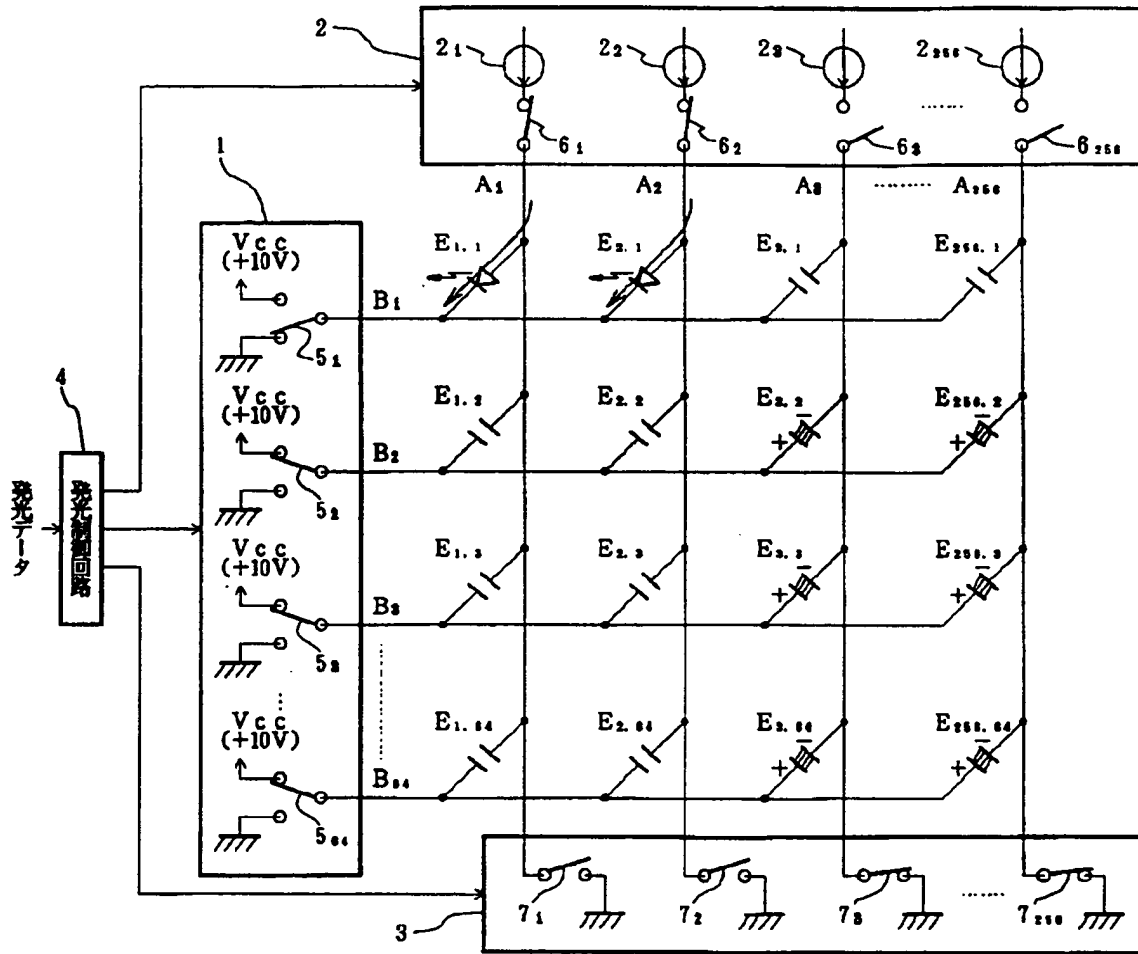 2
2₁ 2₂ 2₃ 2₂₅₆
6₁ 6₂ 6₃ 6₂₅₆
A₁ A₂ A₃ A₂₅₆
1
Vcc
(+10V)
E₁.₁ E₂.₁ E₃.₁ E₂₅₆.₁
B₁
5₁
4
Vcc
(+10V)
E₁.₂ E₂.₂ E₃.₂ E₂₅₆.₂
+ − + −
B₂
5₂
発光データ
発光制御回路
Vcc
(+10V)
E₁.₃ E₂.₃ E₃.₃ E₂₅₆.₃
+ − + −
B₃
5₃
Vcc
(+10V)
E₁.₆₄ E₂.₆₄ E₃.₆₄ E₂₅₆.₆₄
+ − + −
B₆₄
5₆₄
7₁ 7₂ 7₃ 7₂₅₆
3